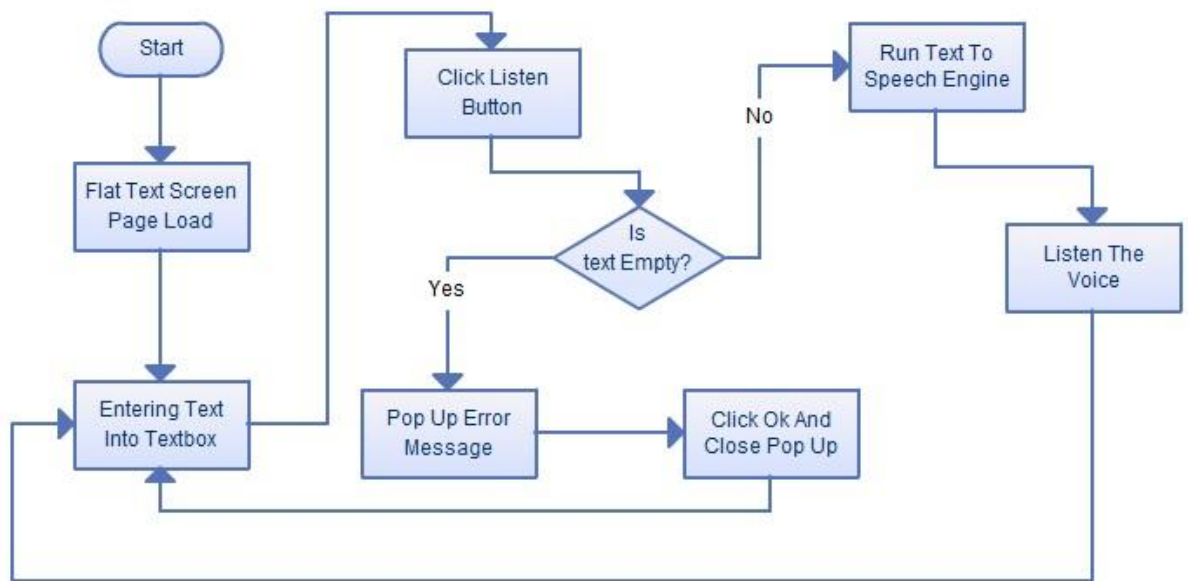 Start
Flat Text Screen
Page Load
Entering Text
Into Textbox
Click Listen
Button
Is
text Empty?
Yes
No
Pop Up Error
Message
Click Ok And
Close Pop Up
Run Text To
Speech Engine
Listen The
Voice